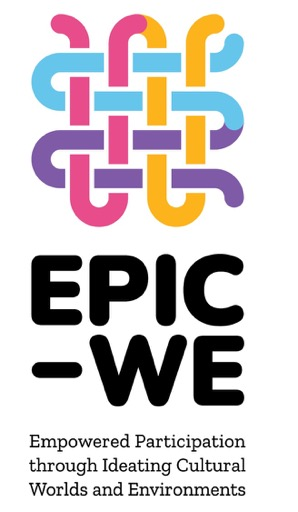 EPIC
-WE
Empowered Participation
through Ideating Cultural
Worlds and Environments